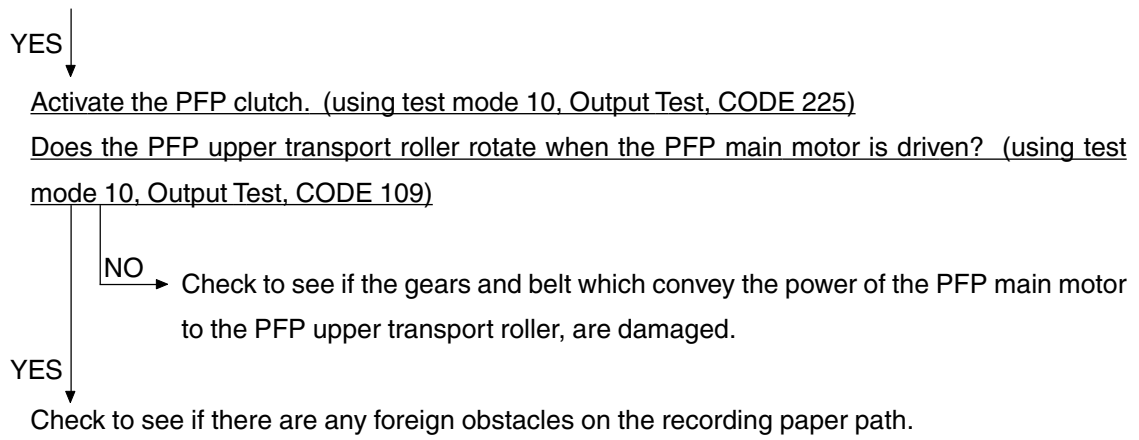 YES
Activate the PFP clutch. (using test mode 10, Output Test, CODE 225)
Does the PFP upper transport roller rotate when the PFP main motor is driven? (using test
mode 10, Output Test, CODE 109)
NO
Check to see if the gears and belt which convey the power of the PFP main motor
to the PFP upper transport roller, are damaged.
YES
Check to see if there are any foreign obstacles on the recording paper path.